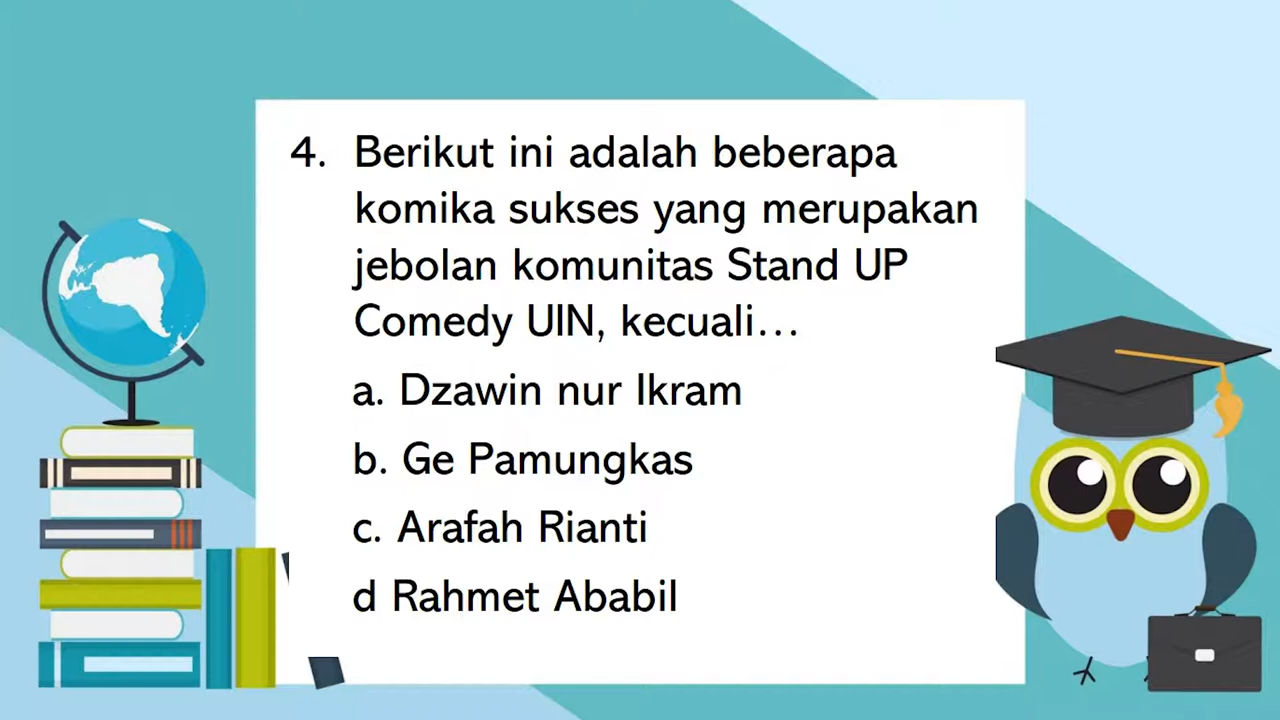 4. Berikut ini adalah beberapa
komika sukses yang merupakan
jebolan komunitas Stand UP
Comedy UIN, kecuali...
a. Dzawin nur Ikram
b. Ge Pamungkas
c. Arafah Rianti
d Rahmet Ababil